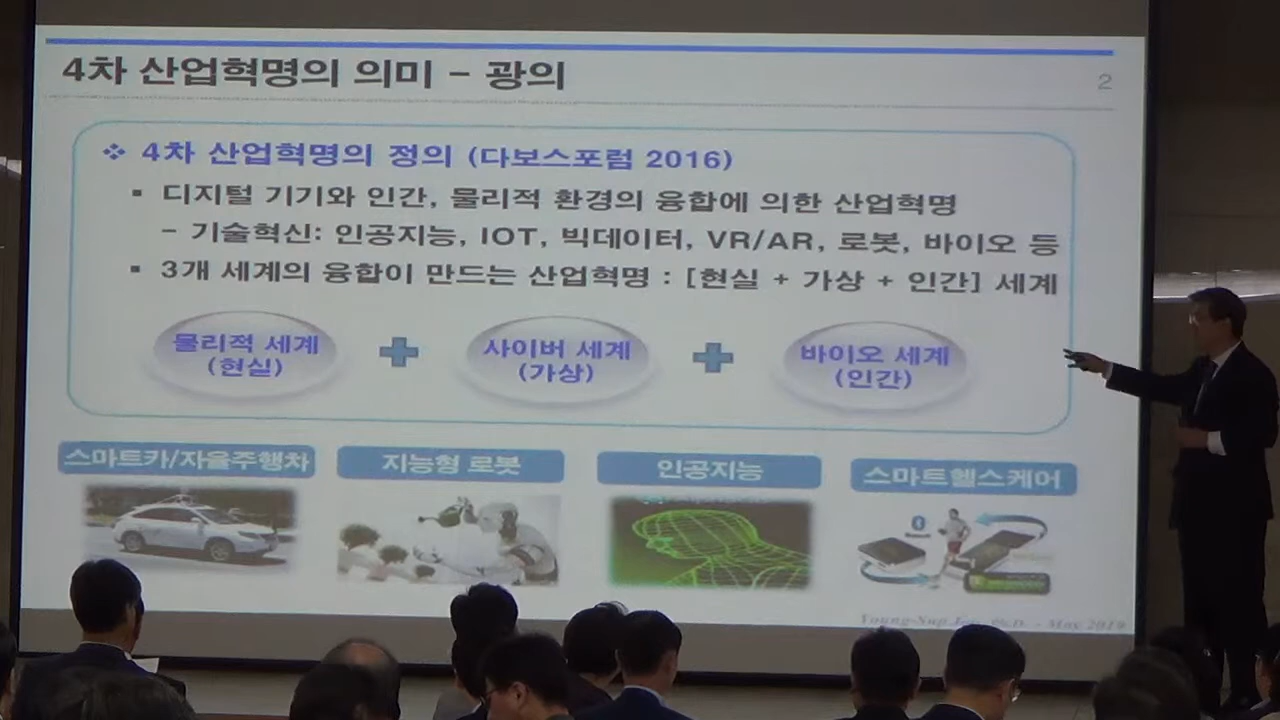 4차 산업혁명의 의미 - 광의
2
❖ 4차 산업혁명의 정의 (다보스포럼 2016)
▪ 디지털 기기와 인간, 물리적 환경의 융합에 의한 산업혁명
- 기술혁신: 인공지능, IOT, 빅데이터, VR/AR, 로봇, 바이오 등
▪ 3개 세계의 융합이 만드는 산업혁명 : [현실 + 가상 + 인간] 세계
물리적 세계
(현실)
사이버 세계
(가상)
바이오 세계
(인간)
스마트카/자율주행차
지능형 로봇
인공지능
스마트헬스케어
Young-Sup Ph.D. - May 2019